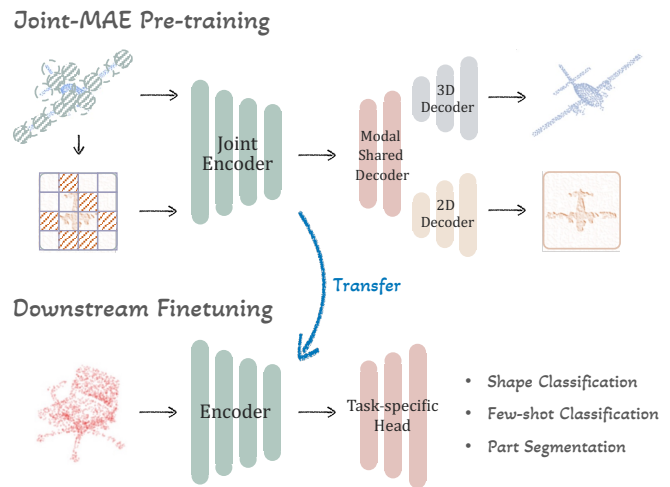 Joint-MAE Pre-training
Joint
Encoder
Modal
Shared
Decoder
3D
Decoder
2D
Decoder
Transfer
Downstream Finetuning
Encoder
Task-specific
Head
• Shape Classification
• Few-shot Classification
• Part Segmentation